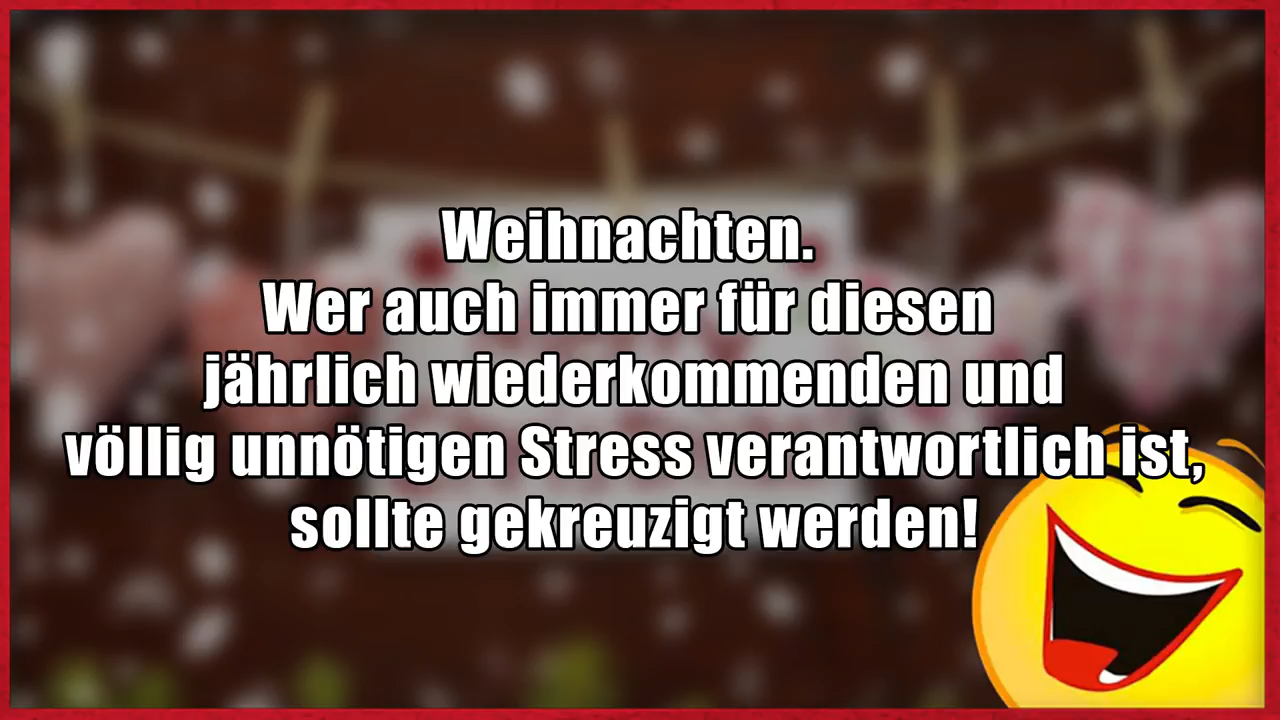 Weihnachten.
Wer auch immer für diesen
jährlich wiederkommenden und
völlig unnötigen Stress verantwortlich ist,
sollte gekreuzigt werden!